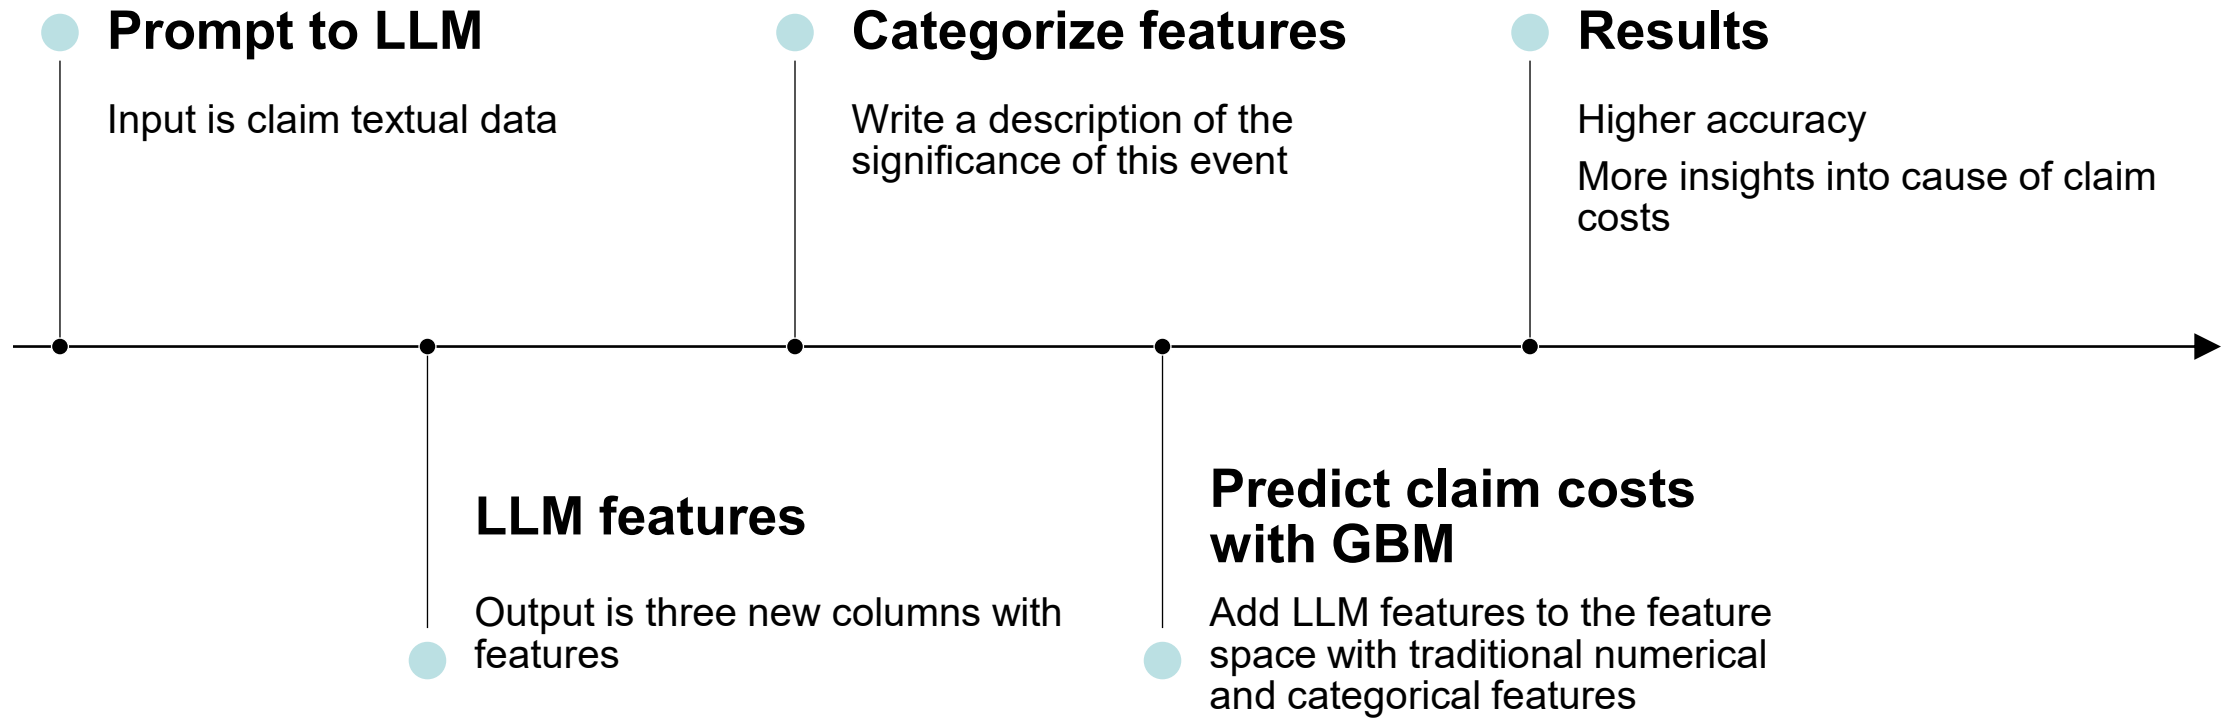 Prompt to LLM
Input is claim textual data
LLM features
Output is three new columns with
features
Categorize features
Write a description of the
significance of this event
Predict claim costs
with GBM
Add LLM features to the feature
space with traditional numerical
and categorical features
Results
Higher accuracy
More insights into cause of claim
costs